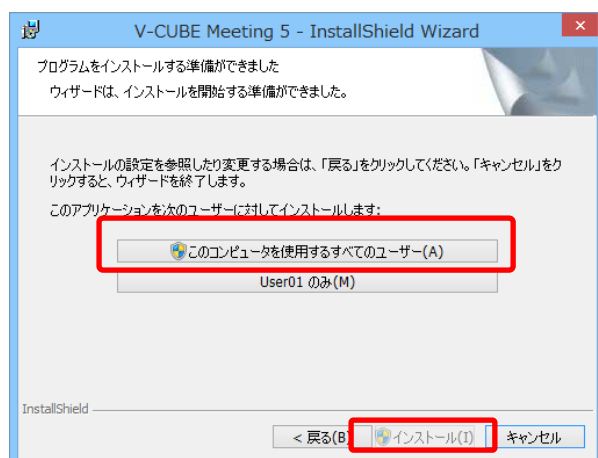 V-CUBE Meeting 5 - InstallShield Wizard
プログラムをインストールする準備ができました
ウィザードは、インストールを開始する準備ができました。
インストールの設定を参照したり変更する場合は、「戻る」をクリックしてください。「キャンセル」をク
リックすると、ウィザードを終了します。
このアプリケーションを次のユーザーに対してインストールします:
このコンピュータを使用するすべてのユーザー(A)
User01 のみ(M)
InstallShield
< 戻る(B) インストール(I) キャンセル